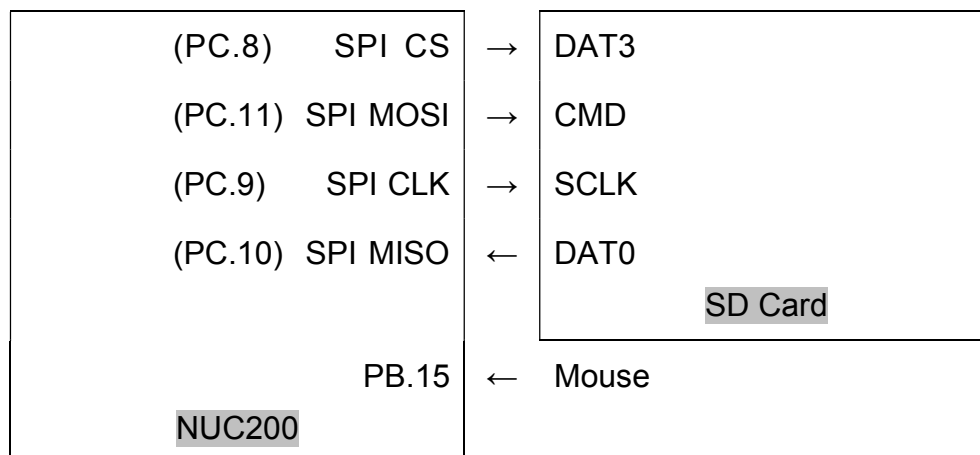 (PC.8) SPI CS → DAT3
(PC.11) SPI MOSI → CMD
(PC.9) SPI CLK → SCLK
(PC.10) SPI MISO ← DAT0
SD Card
PB.15 ← Mouse
NUC200